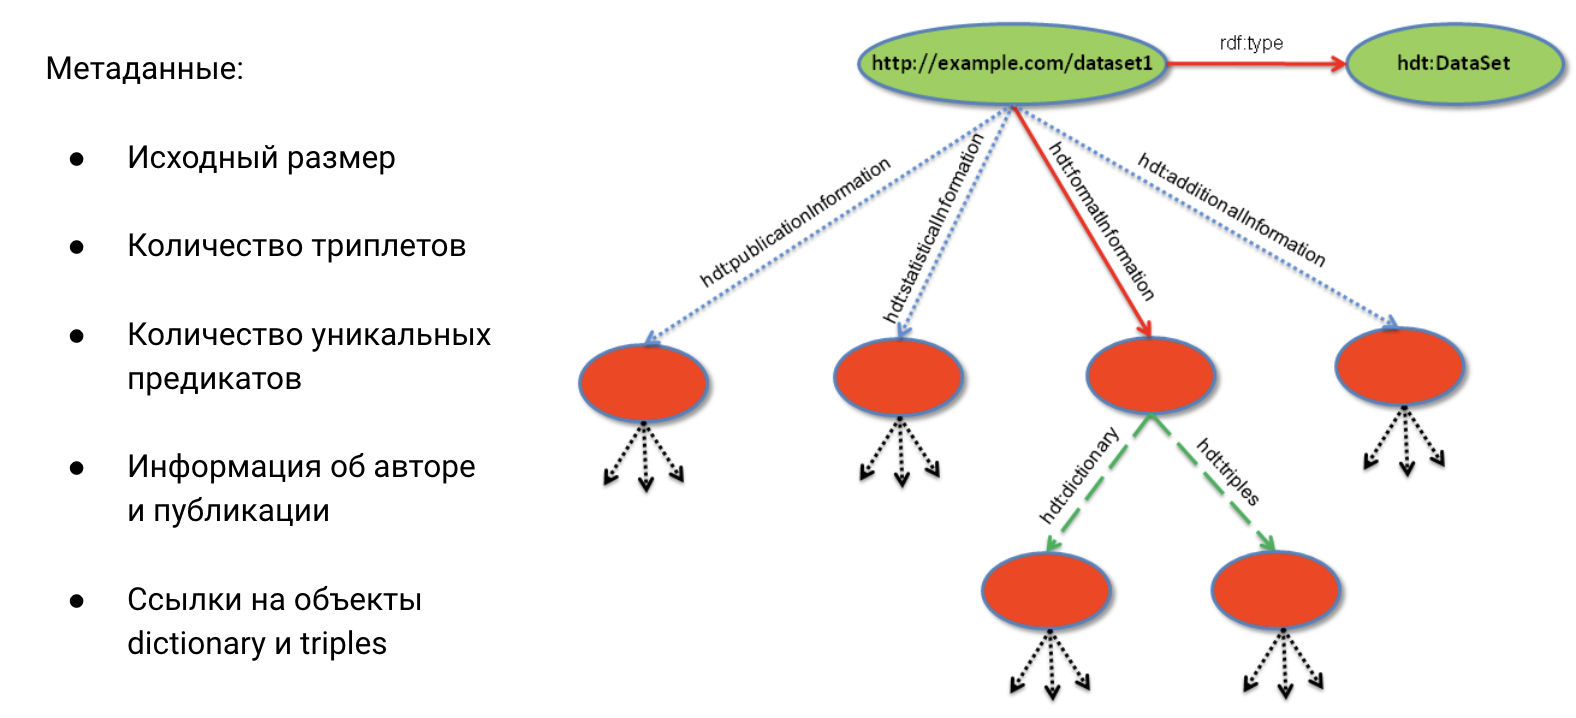 Метаданные:
● Исходный размер
● Количество триплетов
● Количество уникальных
предикатов
● Информация об авторе
и публикации
● Ссылки на объекты
dictionary и triples
http://example.com/dataset1
rdf:type
hdt:DataSet
hdt:publicationInformation
hdt:statisticalInformation
hdt:formatInformation
hdt:additionalInformation
hdt:dictionary
hdt:triples